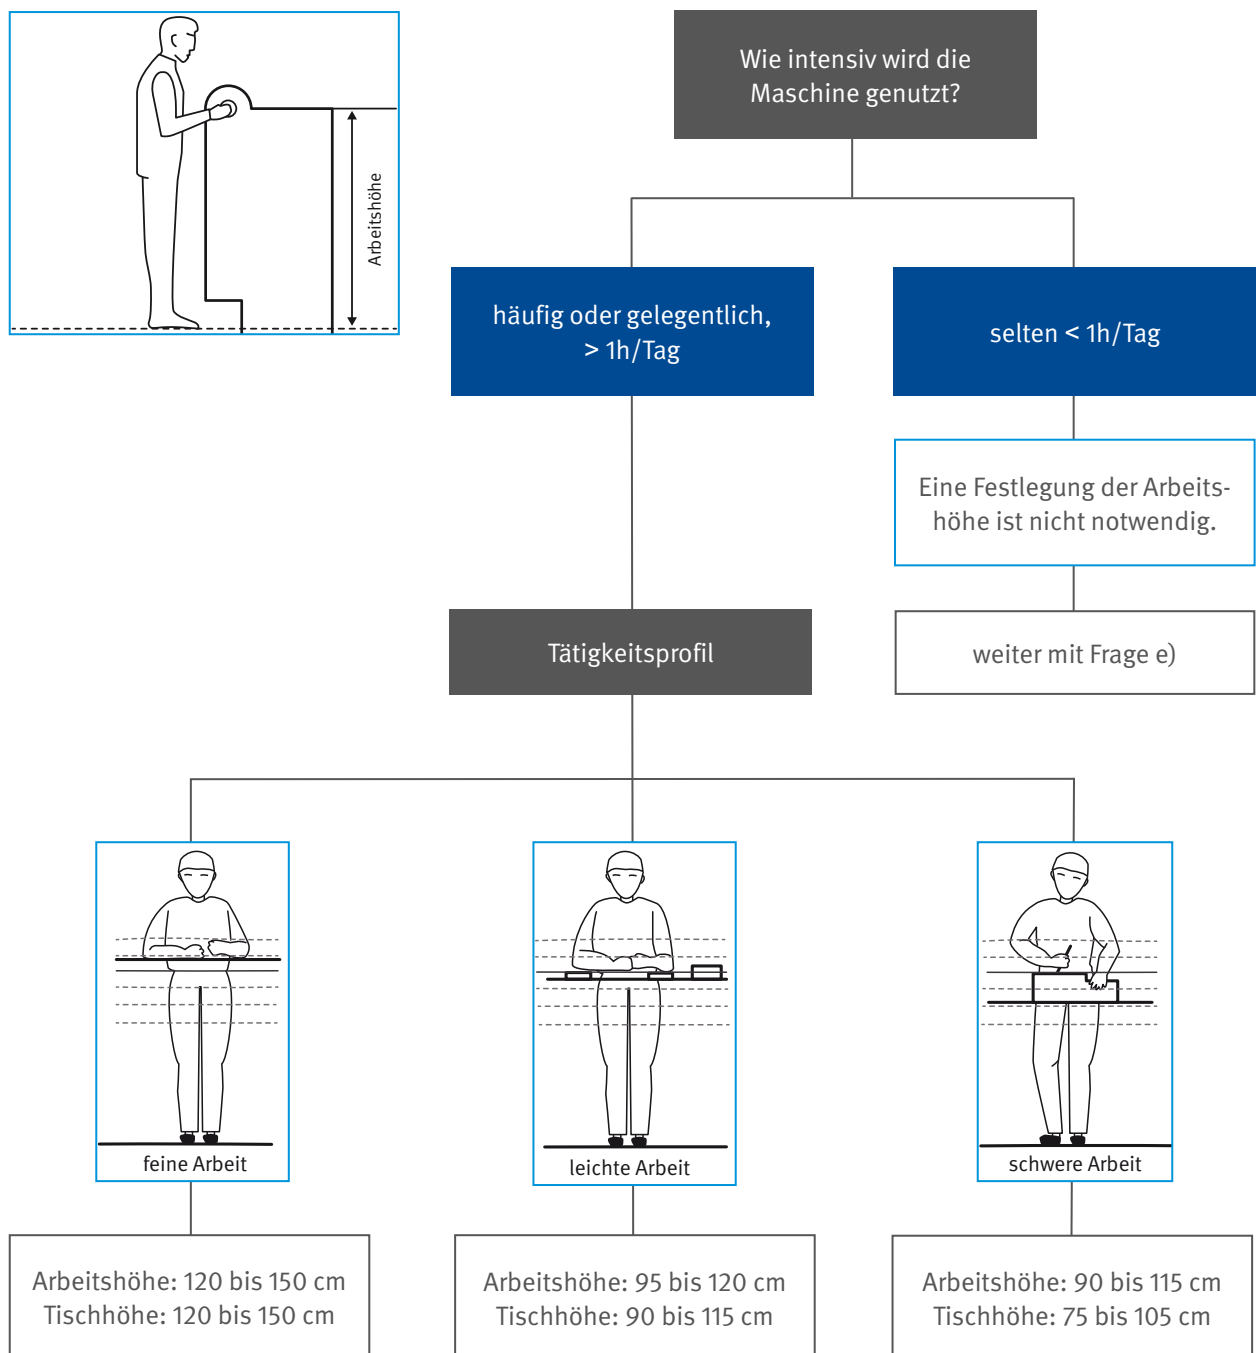 Arbeitshöhe
Wie intensiv wird die
Maschine genutzt?
häufig oder gelegentlich,
> 1h/Tag
selten < 1h/Tag
Eine Festlegung der Arbeits-
höhe ist nicht notwendig.
weiter mit Frage e)
Tätigkeitsprofil
feine Arbeit
leichte Arbeit
schwere Arbeit
Arbeitshöhe: 120 bis 150 cm
Tischhöhe: 120 bis 150 cm
Arbeitshöhe: 95 bis 120 cm
Tischhöhe: 90 bis 115 cm
Arbeitshöhe: 90 bis 115 cm
Tischhöhe: 75 bis 105 cm